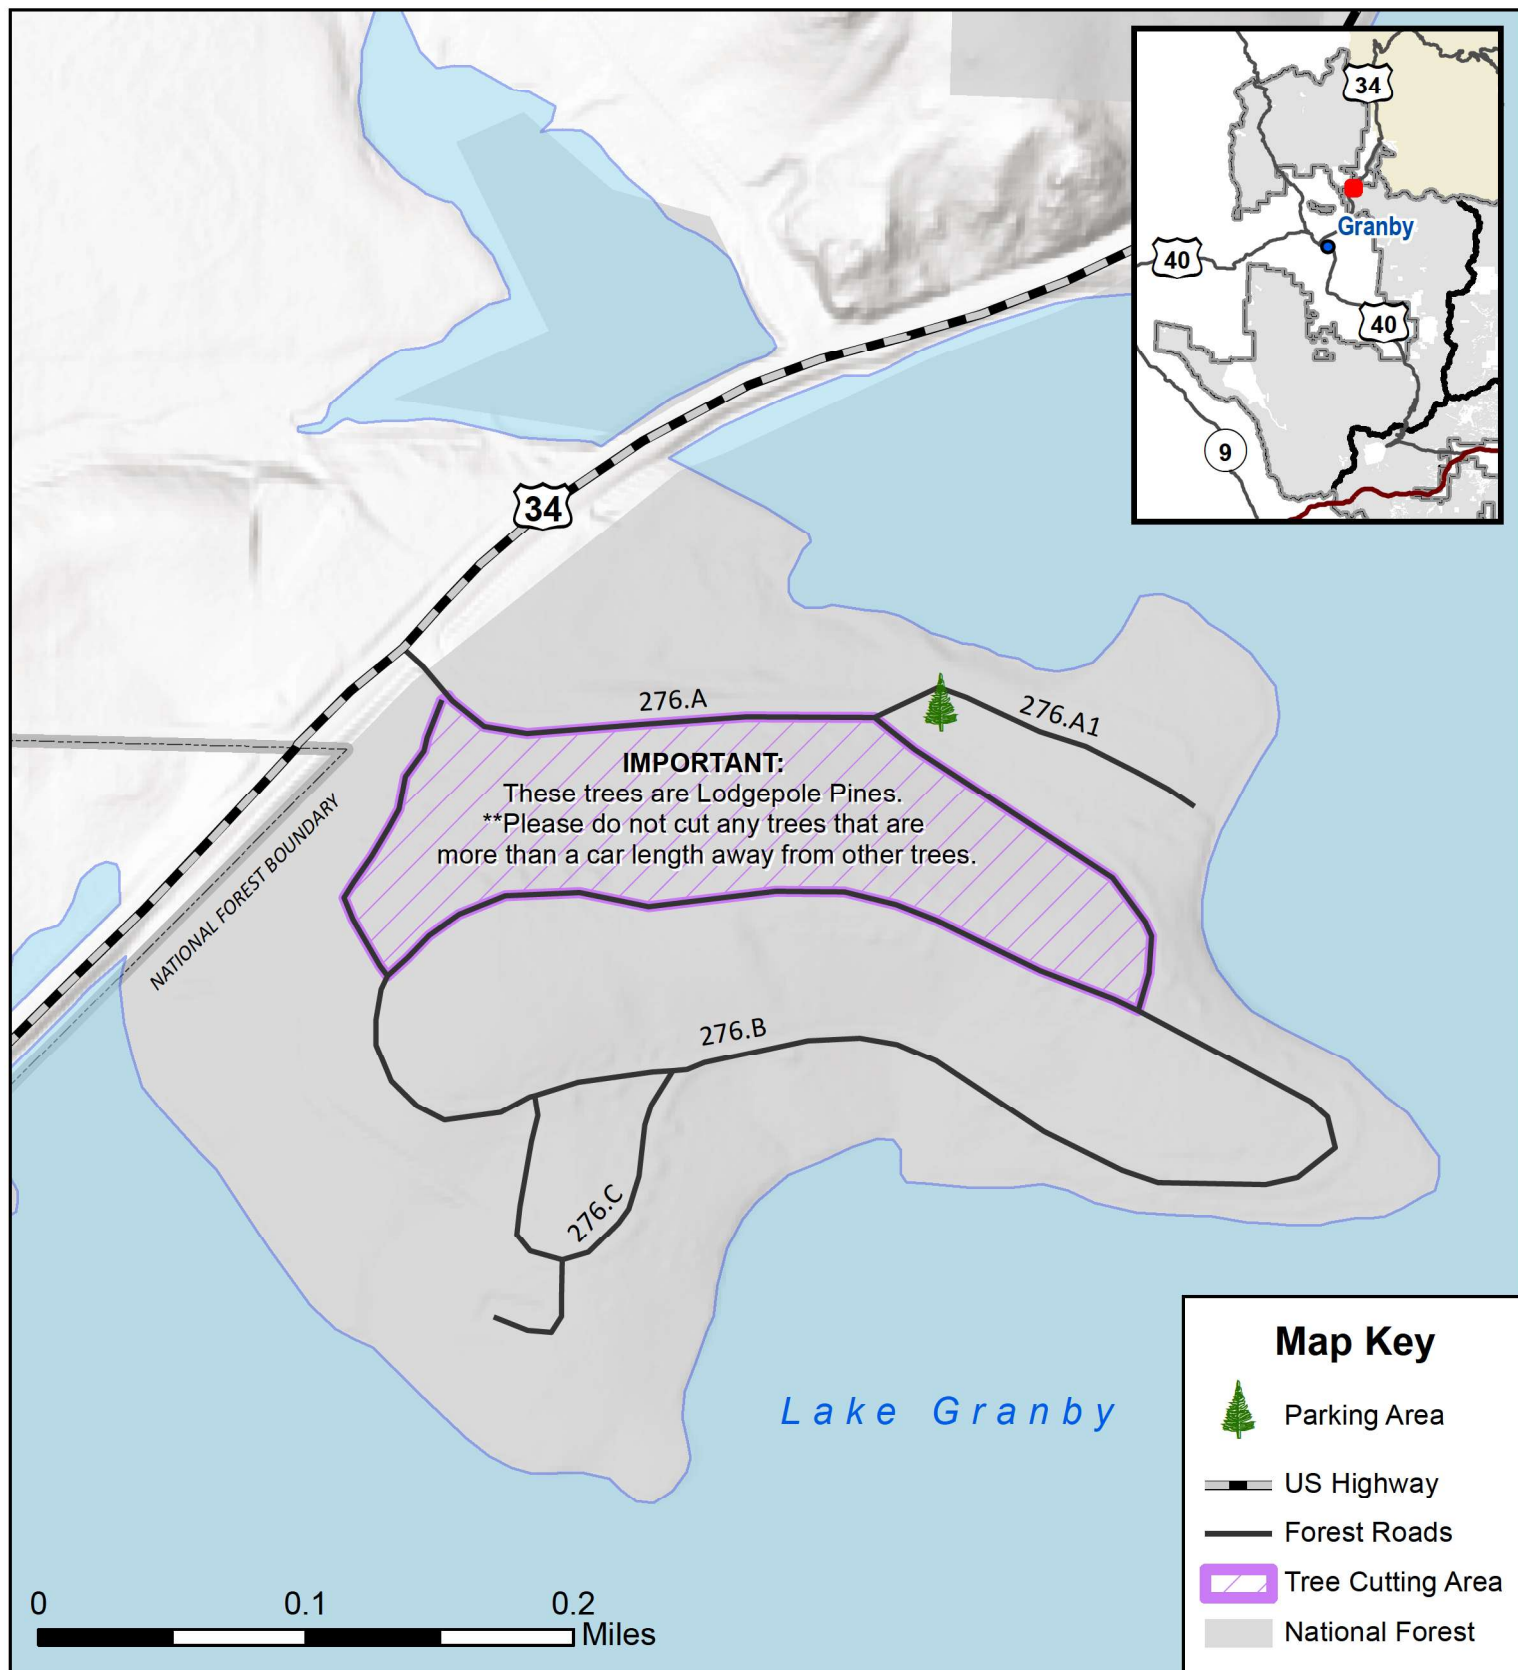 34
Granby
40
40
9
34
276.A
276.A1
IMPORTANT:
These trees are Lodgepole Pines.
**Please do not cut any trees that are
more than a car length away from other trees.
NATIONAL FOREST BOUNDARY
276.B
276.C
Lake Granby
Map Key
Parking Area
US Highway
Forest Roads
Tree Cutting Area
National Forest
0 0.1 0.2
Miles